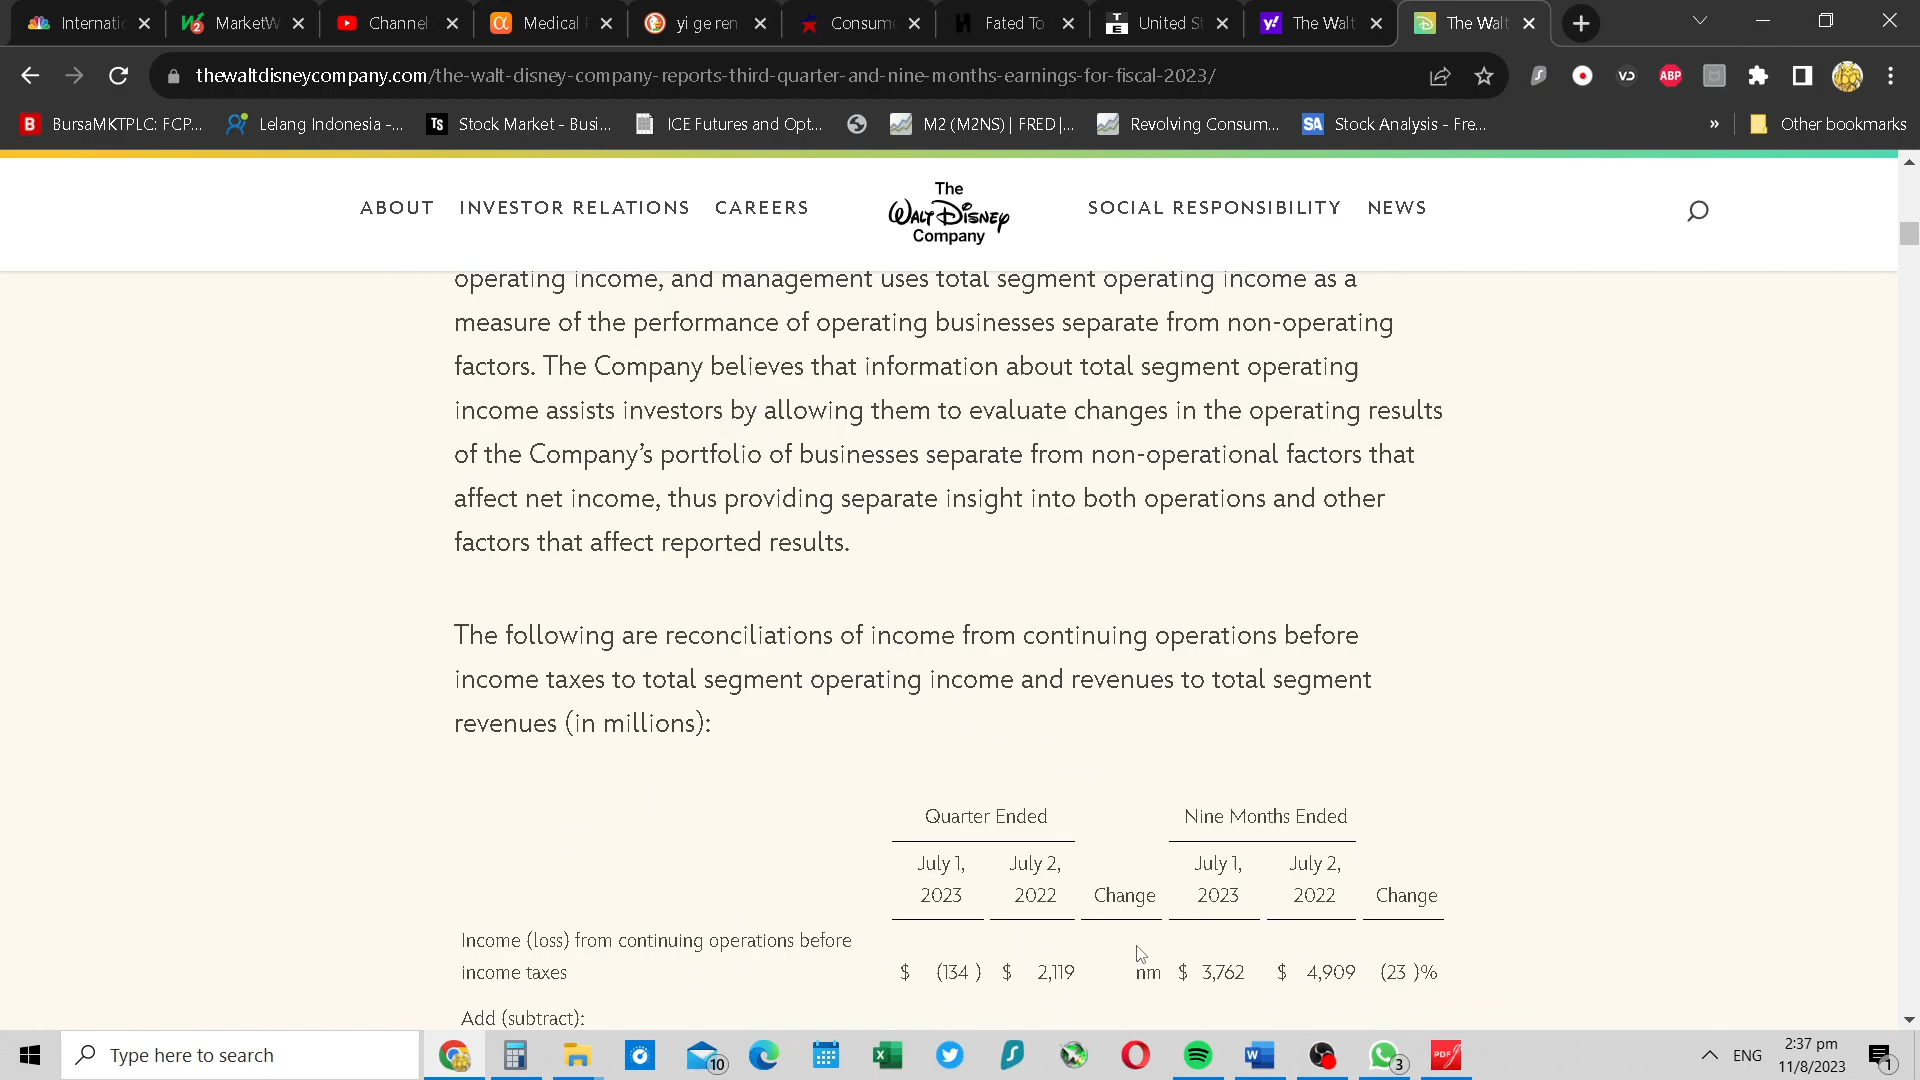 Internatic
MarketW
Channel
Medical
yi ge ren
Consume
Fated To
United St
The Walt
The Walt
thewaltdisneycompany.com/the-walt-disney-company-reports-third-quarter-and-nine-months-earnings-for-fiscal-2023/
BursaMKTPLC: FCP...
Lelang Indonesia -...
Stock Market - Busi...
ICE Futures and Opt...
M2 (M2NS) | FRED |...
Revolving Consum...
Stock Analysis - Fre...
» Other bookmarks
ABOUT INVESTOR RELATIONS CAREERS
The
Walt Disney
Company
SOCIAL RESPONSIBILITY NEWS
operating income, and management uses total segment operating income as a
measure of the performance of operating businesses separate from non-operating
factors. The Company believes that information about total segment operating
income assists investors by allowing them to evaluate changes in the operating results
of the Company’s portfolio of businesses separate from non-operational factors that
affect net income, thus providing separate insight into both operations and other
factors that affect reported results.
The following are reconciliations of income from continuing operations before
income taxes to total segment operating income and revenues to total segment
revenues (in millions):
Quarter Ended Nine Months Ended
July 1, July 2, July 1, July 2,
2023 2022 Change 2023 2022 Change
Income (loss) from continuing operations before
income taxes $ (134 ) $ 2,119 nm $ 3,762 $ 4,909 (23 )%
Add (subtract):
Type here to search
10
3
PDF
ENG
2:37 pm
11/8/2023
1